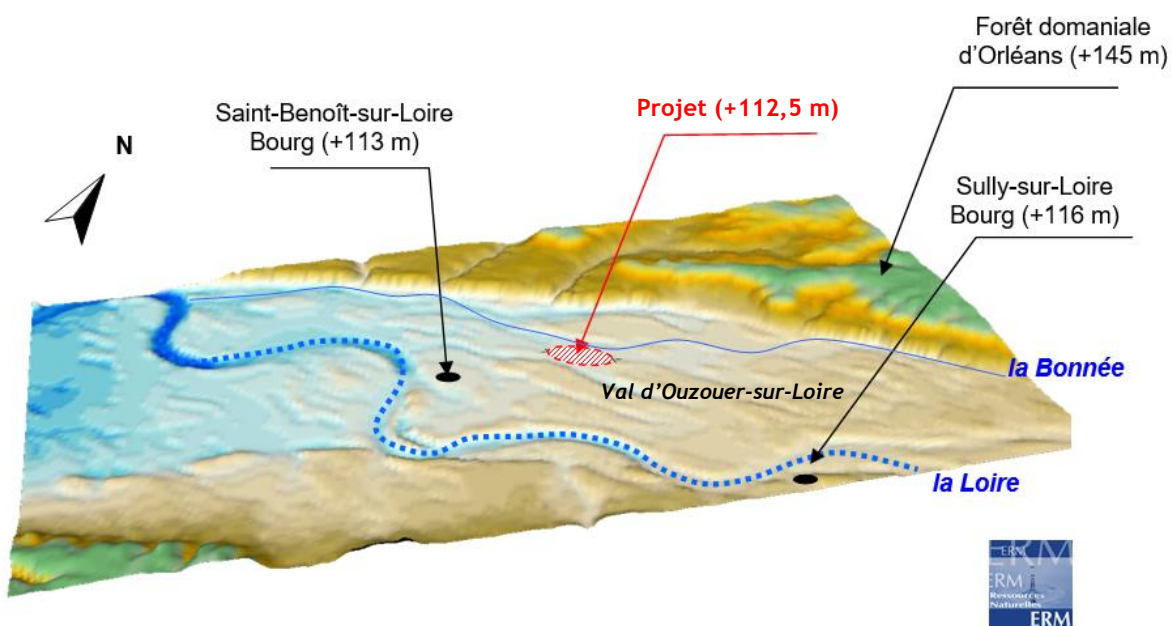 Forêt domaniale
d'Orléans (+145 m)
Projet (+112,5 m)
Saint-Benoît-sur-Loire
Bourg (+113 m)
N
Sully-sur-Loire
Bourg (+116 m)
la Bonnée
Val d'Ouzouer-sur-Loire
la Loire
ERM
ERM
Ressources
Naturelles
ERM